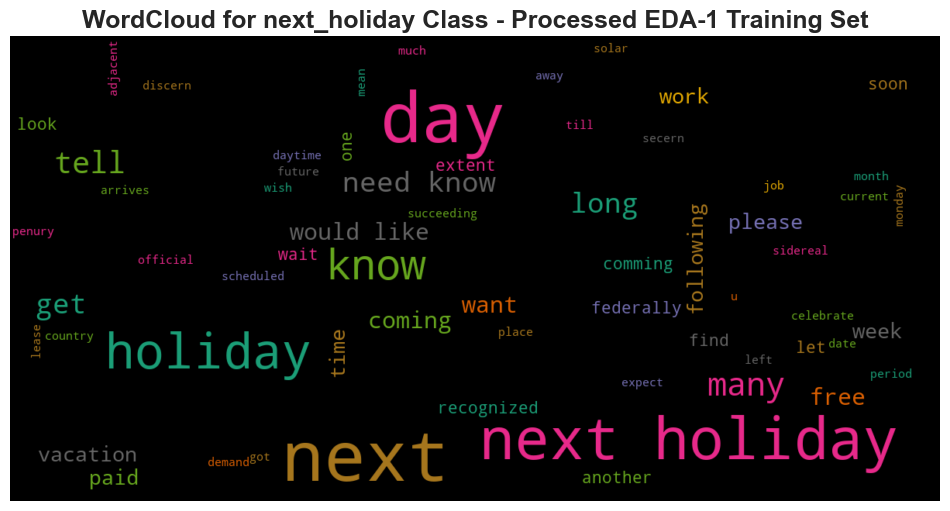 WordCloud for next_holiday Class - Processed EDA-1 Training Set
adjacent
discern
mean
much
away
solar
work
soon
look
day
till
secern
tell
arrives
daytime
future
wish
one
extent
need know
long
job
month
current
monday
penury
official
succeeding
would like
wait
scheduled
know
comming
following
please
sidereal
get
holiday
lease
country
time
coming
want
place
federally
u
find
left
celebrate
let
date
week
period
expect
many
free
recognized
vacation
paid
demand
got
next
next holiday
another